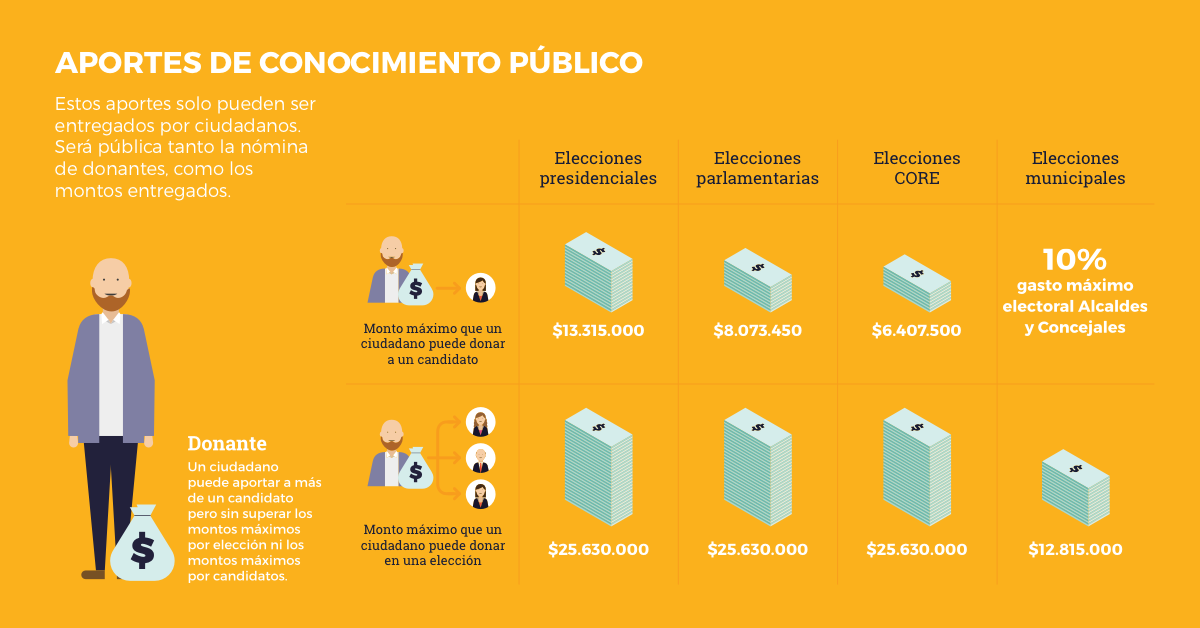 APORTES DE CONOCIMIENTO PÚBLICO
Estos aportes solo pueden ser
entregados por ciudadanos.
Será pública tanto la nómina
de donantes, como los
montos entregados.
Elecciones
presidenciales
Elecciones
parlamentarias
Elecciones
CORE
Elecciones
municipales
Monto máximo que un
ciudadano puede donar
a un candidato
$
$13.315.000
$8.073.450
$6.407.500
10%
gasto máximo
electoral Alcaldes
y Concejales
Monto máximo que un
ciudadano puede donar
en una elección
$
$25.630.000
$25.630.000
$25.630.000
$12.815.000
Donante
Un ciudadano
puede aportar a más
de un candidato
pero sin superar los
montos máximos
por elección ni los
montos máximos
por candidatos.
$